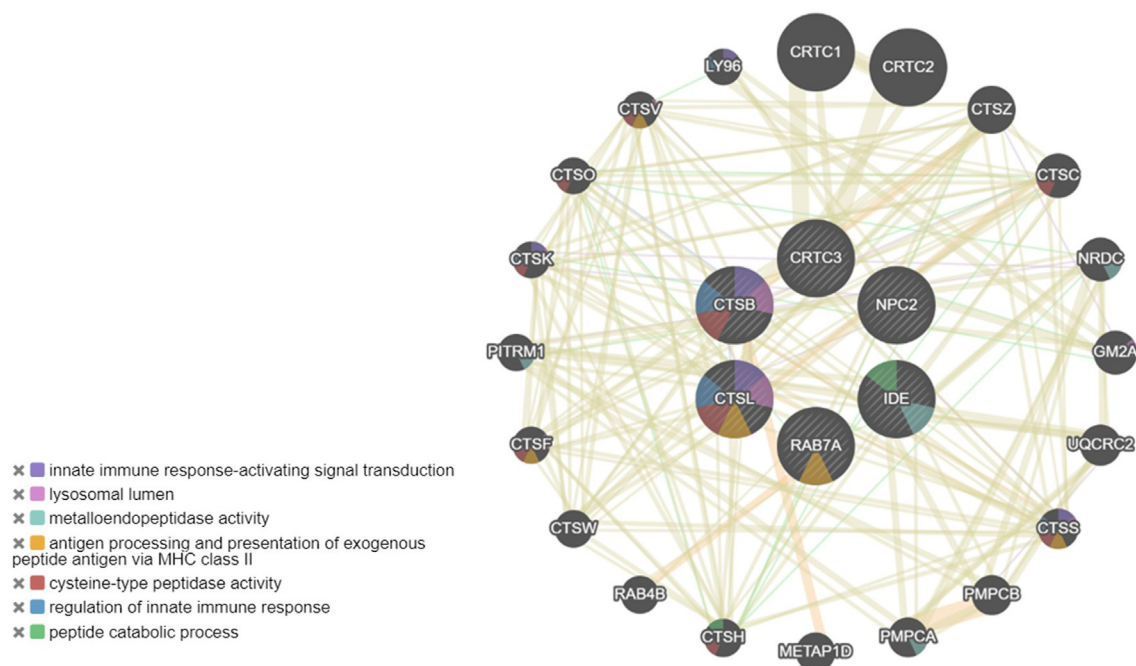 CRTC1
CRTC2
LY96
CTSV
CTSZ
CTSO
CTSC
CTSK
CRTC3
NRDC
CTSB
NPC2
PITRM1
GM2A
CTSL
IDE
CTSF
RAB7A
UQCRC2
innate immune response-activating signal transduction
lysosomal lumen
metalloendopeptidase activity
antigen processing and presentation of exogenous
peptide antigen via MHC class II
cysteine-type peptidase activity
regulation of innate immune response
peptide catabolic process
CTSW
CTSS
RAB4B
PMPCB
CTSH
METAP1D
PMPCA